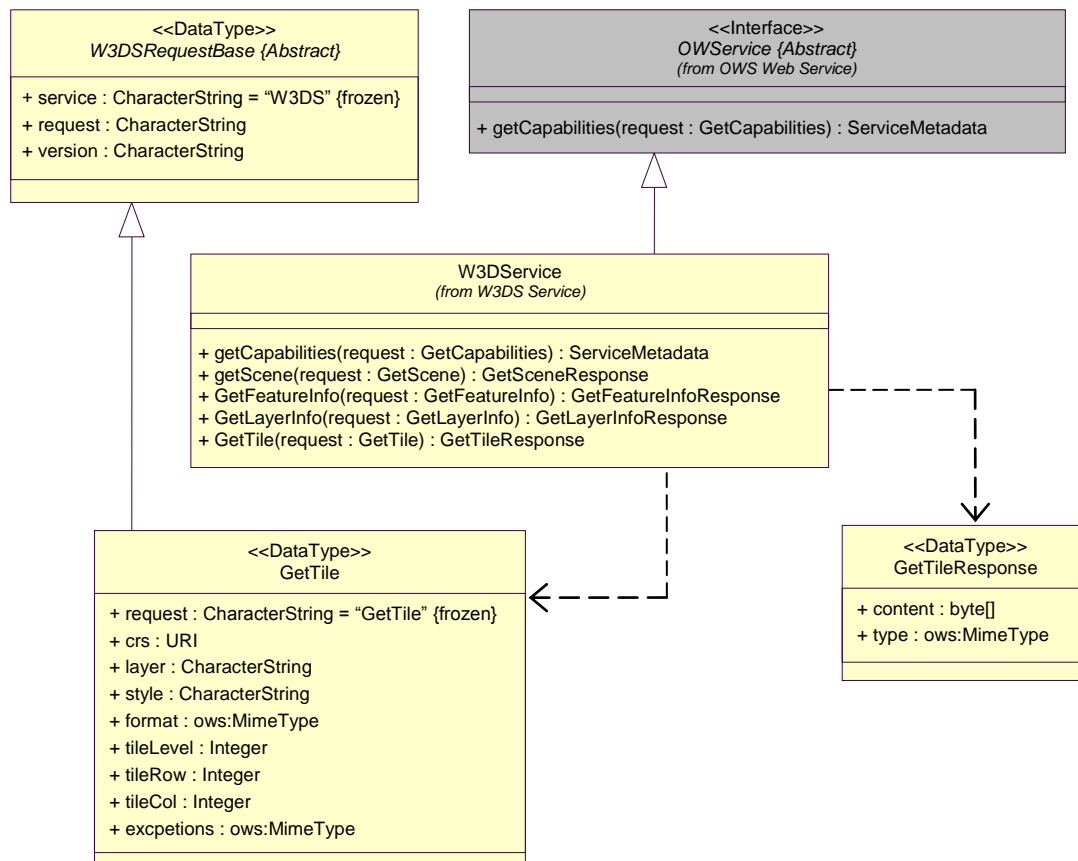 <<DataType>>
W3DSRequestBase {Abstract}
+ service : CharacterString = “W3DS” {frozen}
+ request : CharacterString
+ version : CharacterString
<<Interface>>
OWService {Abstract}
(from OWS Web Service)
+ getCapabilities(request : GetCapabilities) : ServiceMetadata
W3DService
(from W3DS Service)
+ getCapabilities(request : GetCapabilities) : ServiceMetadata
+ getScene(request : GetScene) : GetSceneResponse
+ GetFeatureInfo(request : GetFeatureInfo) : GetFeatureInfoResponse
+ GetLayerInfo(request : GetLayerInfo) : GetLayerInfoResponse
+ GetTile(request : GetTile) : GetTileResponse
<<DataType>>
GetTile
+ request : CharacterString = “GetTile” {frozen}
+ crs : URI
+ layer : CharacterString
+ style : CharacterString
+ format : ows:MimeType
+ tileLevel : Integer
+ tileRow : Integer
+ tileCol : Integer
+ excpetions : ows:MimeType
<<DataType>>
GetTileResponse
+ content : byte[]
+ type : ows:MimeType